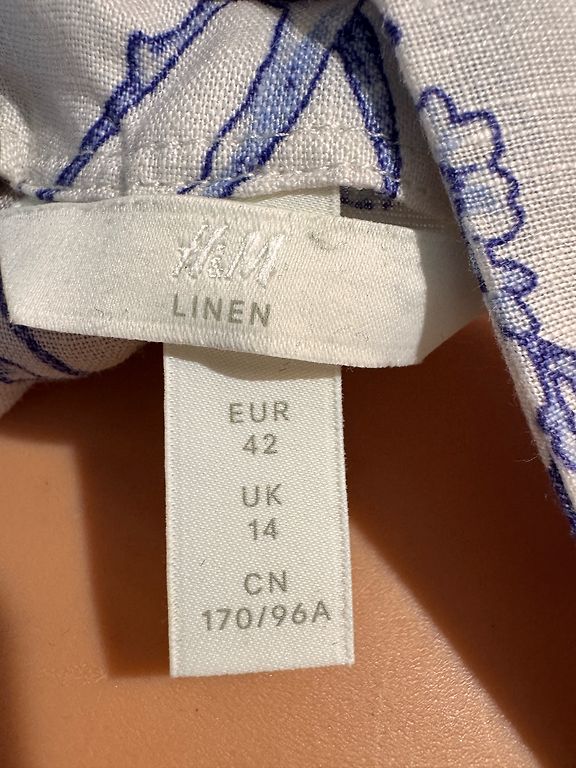 H&M
LINEN
EUR
42
UK
14
CN
170/96A